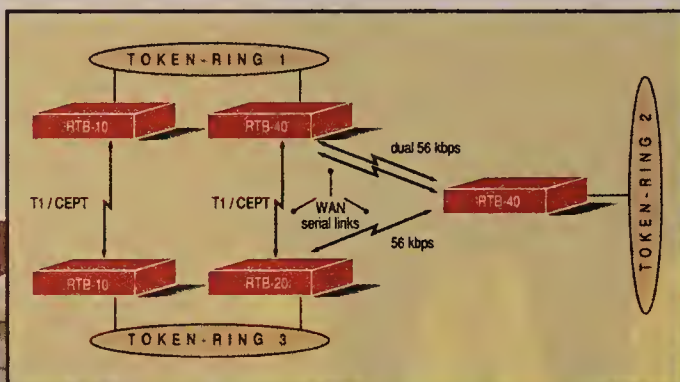 TOKEN-RING 1
RTB-10
RTB-40
dual 56 kbps
T1/CEPT
T1/CEPT
WAN
serial links
RTB-40
TOKEN-RING 2
56 kbps
RTB-10
RTB-20
TOKEN-RING 3